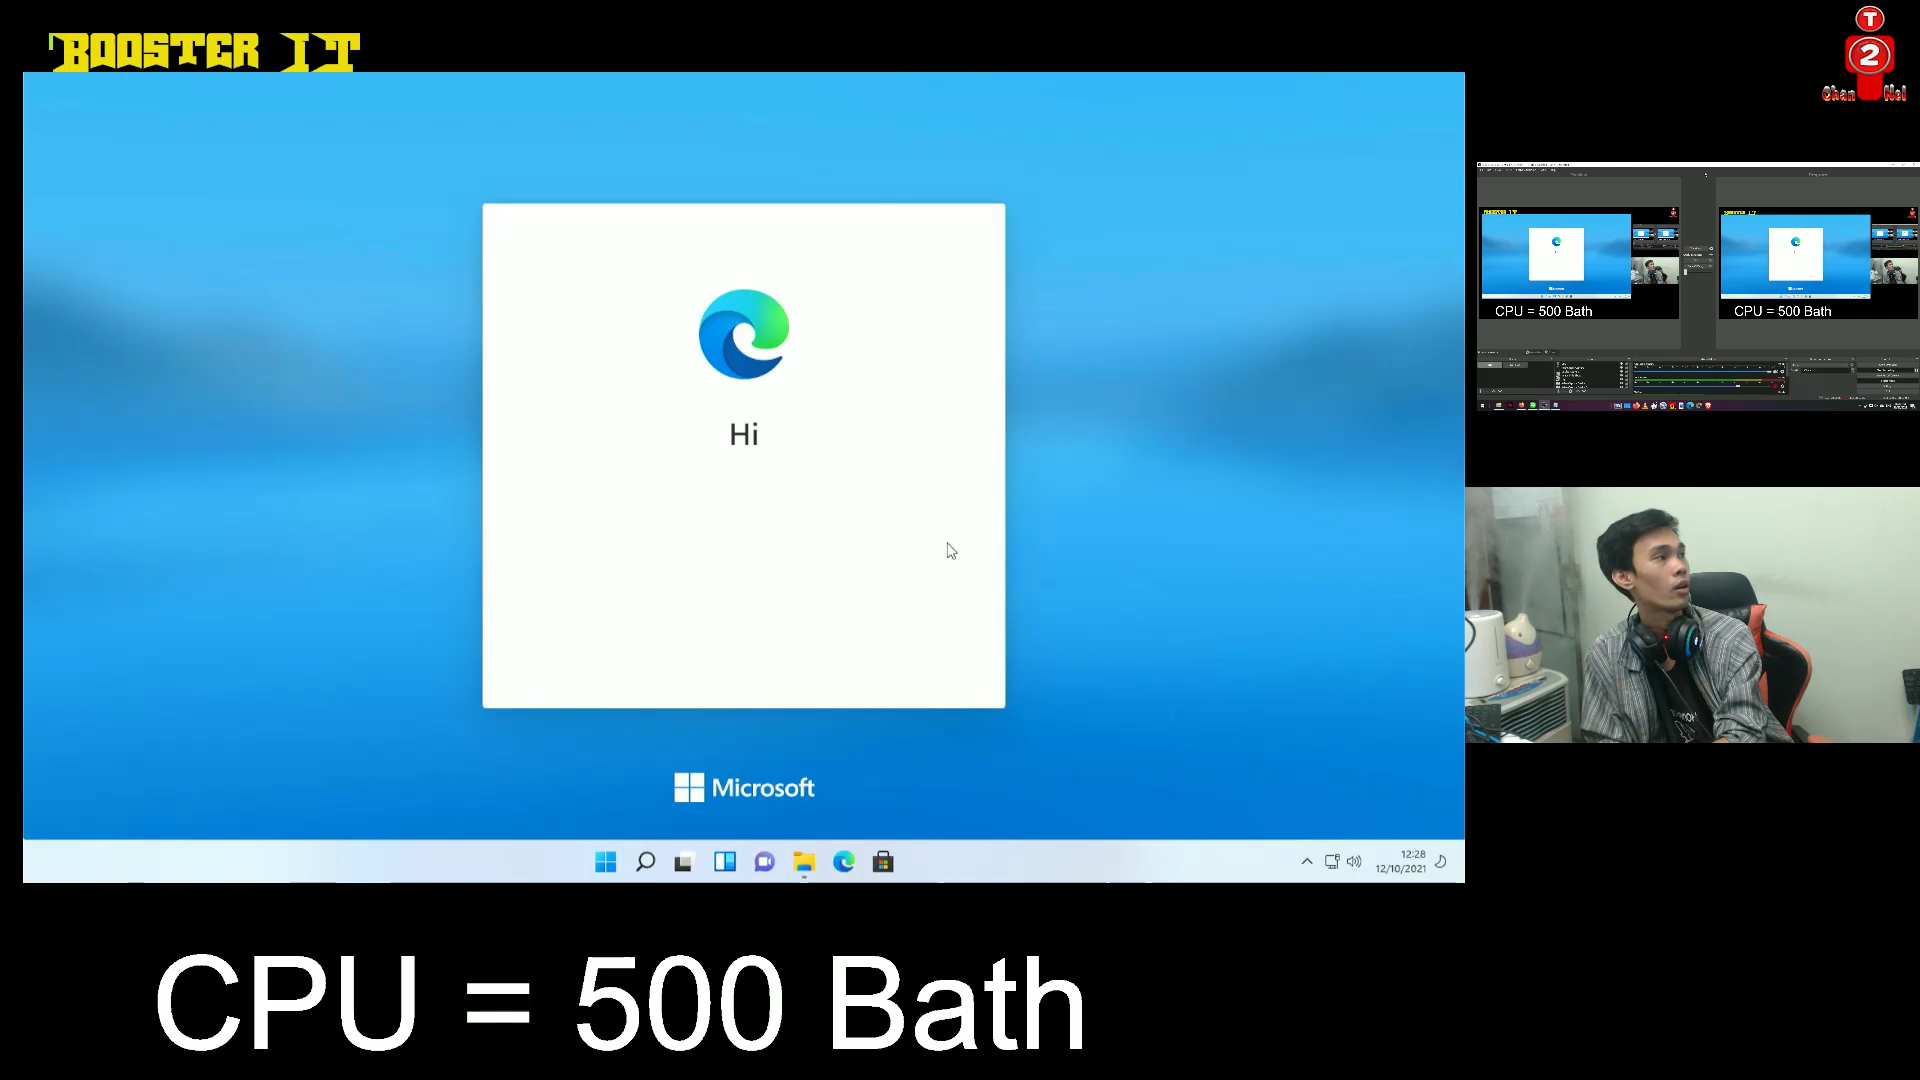 BOOSTER IT
T
2
Chan Nel
CPU = 500 Bath
CPU = 500 Bath
Hi
Microsoft
12:28
12/10/2021
CPU = 500 Bath